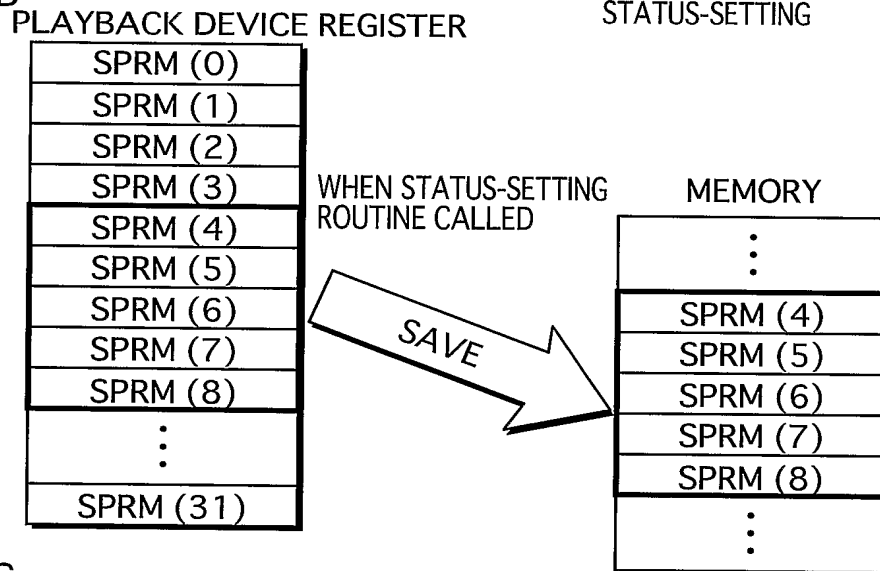 STATUS-SETTING
PLAYBACK DEVICE REGISTER
SPRM (0)
SPRM (1)
SPRM (2)
SPRM (3)
SPRM (4)
SPRM (5)
SPRM (6)
SPRM (7)
SPRM (8)
SPRM (31)
WHEN STATUS-SETTING
ROUTINE CALLED
SAVE
MEMORY
SPRM (4)
SPRM (5)
SPRM (6)
SPRM (7)
SPRM (8)